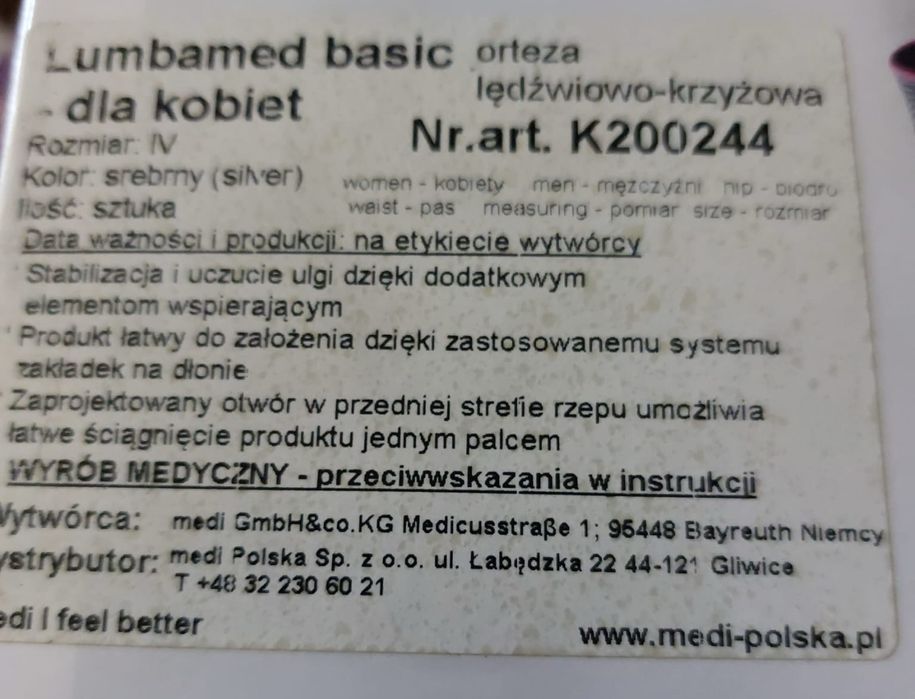 Lumbamed basic orteza
- dla kobiet lędźwiowo-krzyżowa
Rozmiar: IV Nr.art. K200244
Kolor: srebrny (silver) women - kobiety men - mężczyźni hip - biodro
Ilość: sztuka waist - pas measuring - pomiar size - rozmiar
Data ważności i produkcji: na etykiecie wytwórcy
Stabilizacja i uczucie ulgi dzięki dodatkowym
elementom wspierającym
Produkt łatwy do założenia dzięki zastosowanemu systemu
zakładek na dłonie
Zaprojektowany otwór w przedniej strefie rzepu umożliwia
łatwe ściągnięcie produktu jednym palcem
WYRÓB MEDYCZNY - przeciwwskazania w instrukcji
Wytwórca: medi GmbH&co.KG Medicusstraße 1; 95448 Bayreuth Niemcy
ystrybutor: medi Polska Sp. z o.o. ul. Łabędzka 22 44-121 Gliwice
T +48 32 230 60 21
edi I feel better www.medi-polska.pl